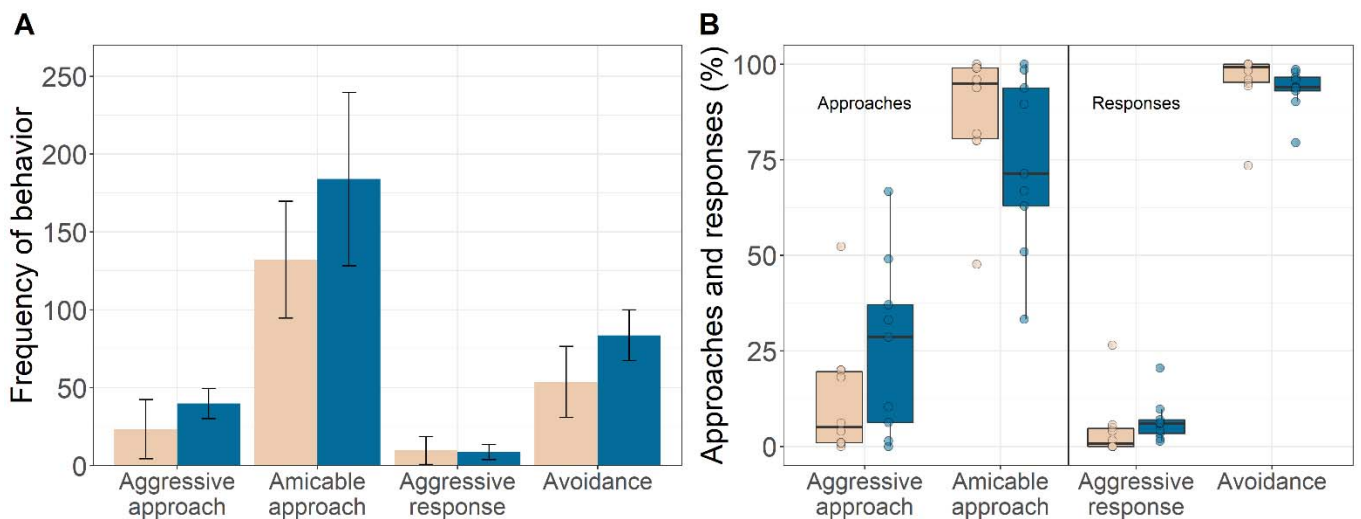 A
Frequency of behavior
250
200
150
100
50
0
Aggressive
approach
Amicable
approach
Aggressive
response
Avoidance
B
Approaches and responses (%)
100
75
50
25
0
Approaches
Responses
Aggressive
approach
Amicable
approach
Aggressive
response
Avoidance